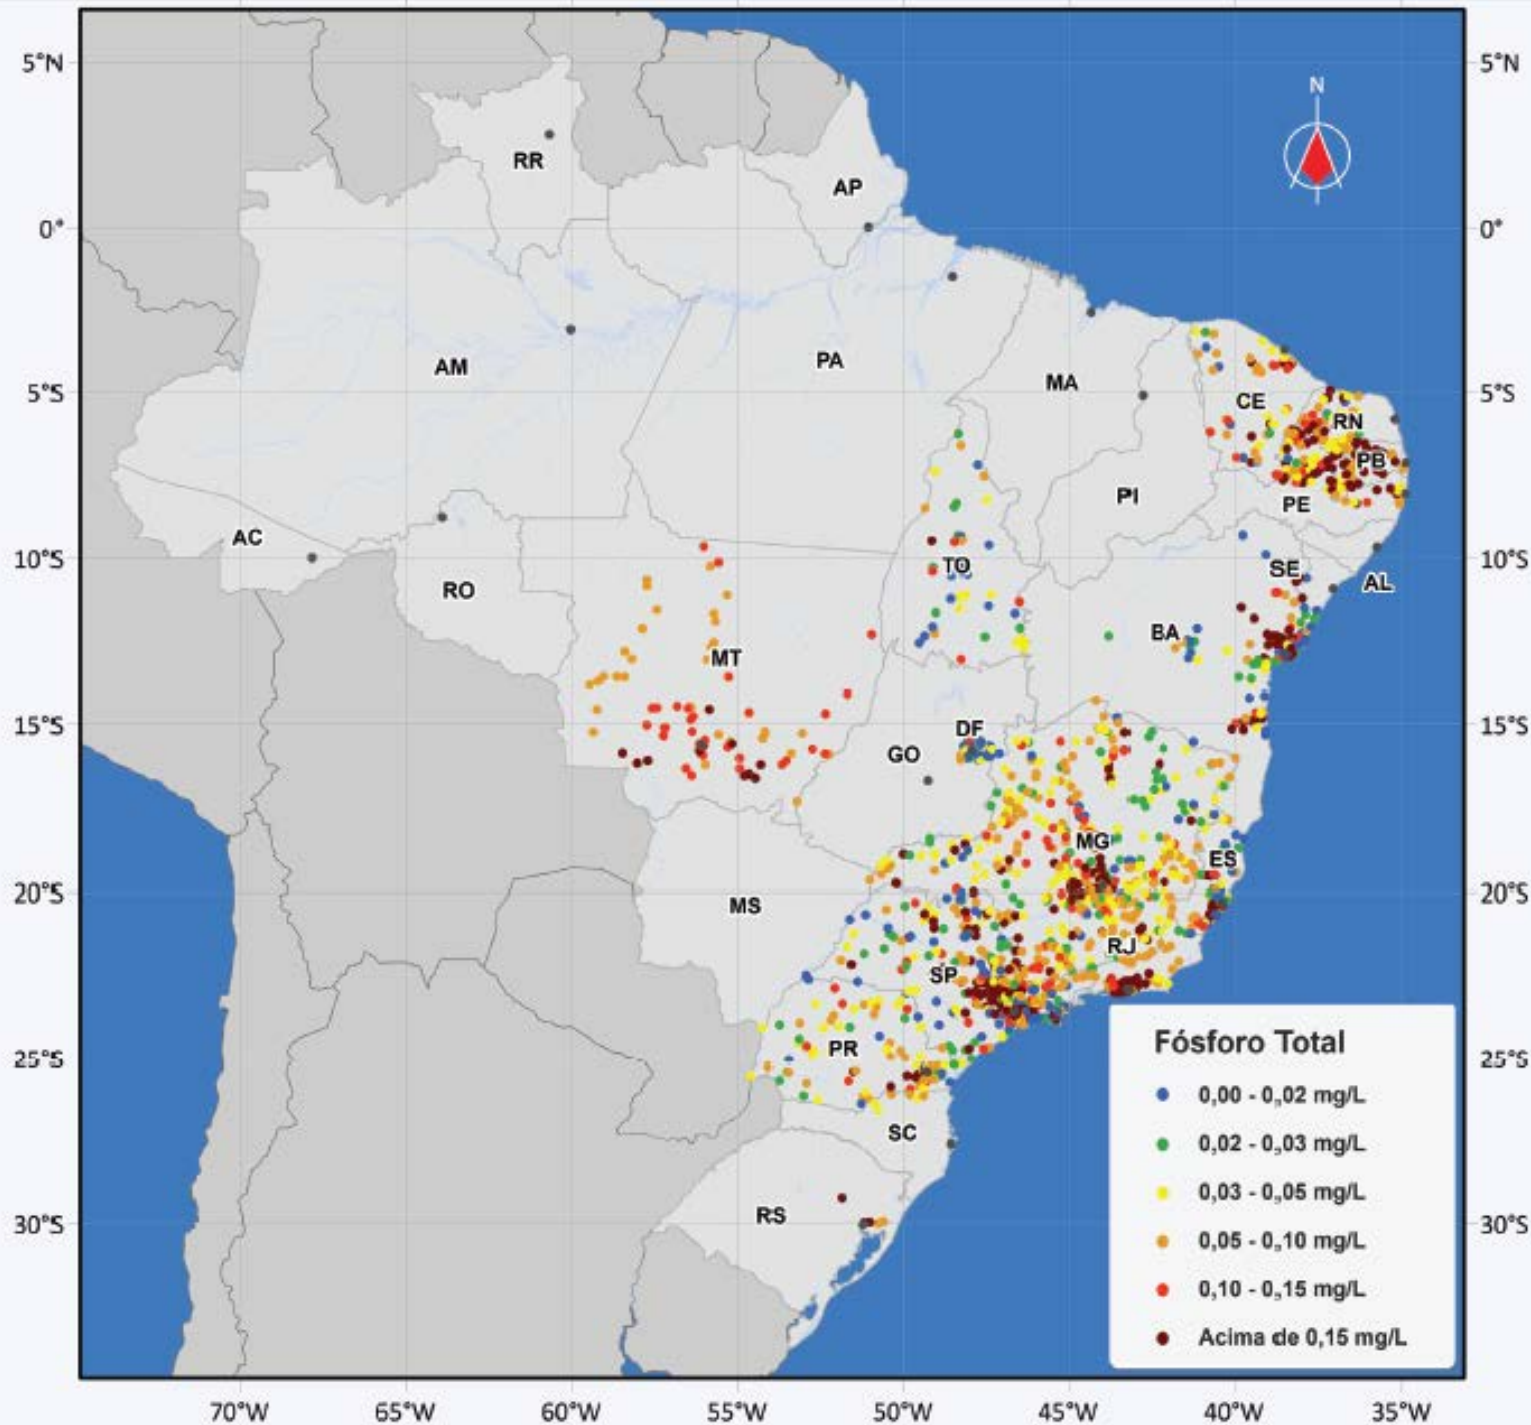 N
5°N
5°N
RR
AP
0°
0°
AM
PA
MA
5°S
CE
5°S
RN
PB
PI
PE
AC
10°S
TO
SE
10°S
RO
AL
BA
MT
15°S
DF
15°S
GO
MG
ES
20°S
MS
20°S
RJ
SP
Fósforo Total
25°S
PR
25°S
0,00 - 0,02 mg/L
SC
0,02 - 0,03 mg/L
0,03 - 0,05 mg/L
30°S
RS
30°S
0,05 - 0,10 mg/L
0,10 - 0,15 mg/L
Acima de 0,15 mg/L
70°W 65°W 60°W 55°W 50°W 45°W 40°W 35°W